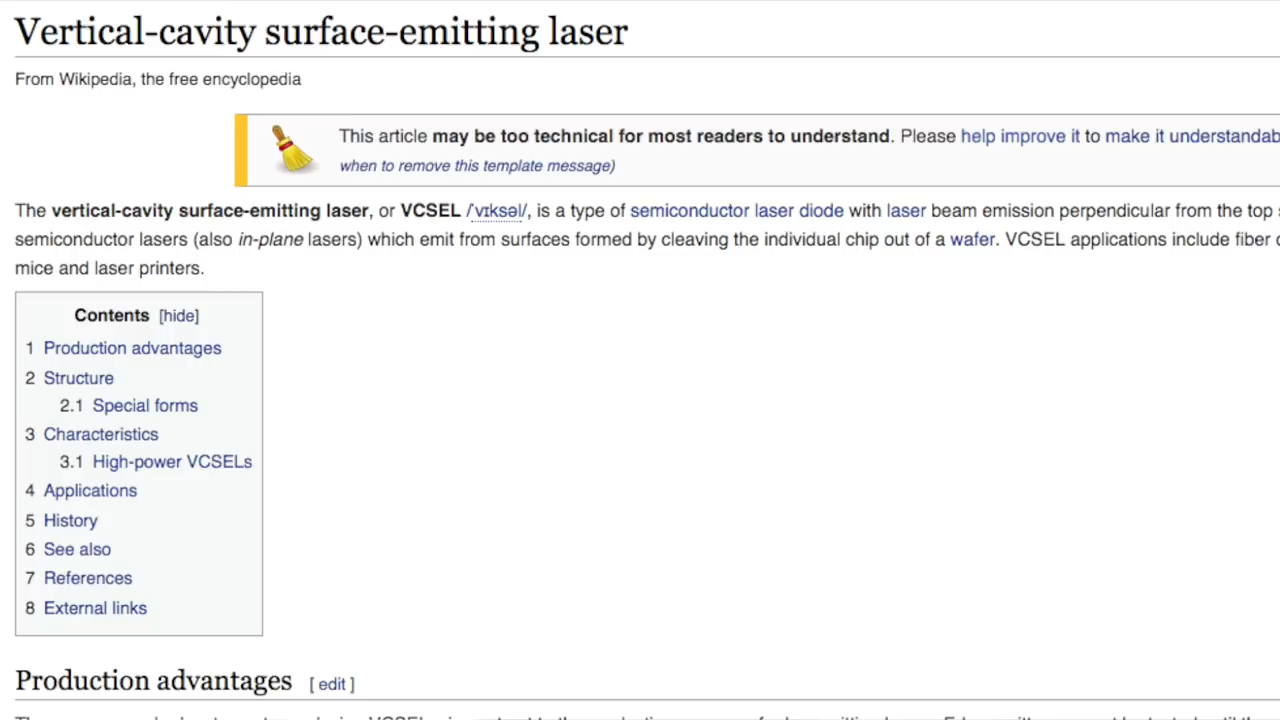 Vertical-cavity surface-emitting laser
From Wikipedia, the free encyclopedia
This article may be too technical for most readers to understand. Please help improve it to make it
when to remove this template message)
The vertical-cavity surface-emitting laser, or VCSEL /ˈvɪksəl/, is a type of semiconductor laser diode with laser beam emission perpendicular from the top
semiconductor lasers (also in-plane lasers) which emit from surfaces formed by cleaving the individual chip out of a wafer. VCSEL applications include fiber
mice and laser printers.
Contents [hide]
1 Production advantages
2 Structure
2.1 Special forms
3 Characteristics
3.1 High-power VCSELs
4 Applications
5 History
6 See also
7 References
8 External links
Production advantages [ edit ]